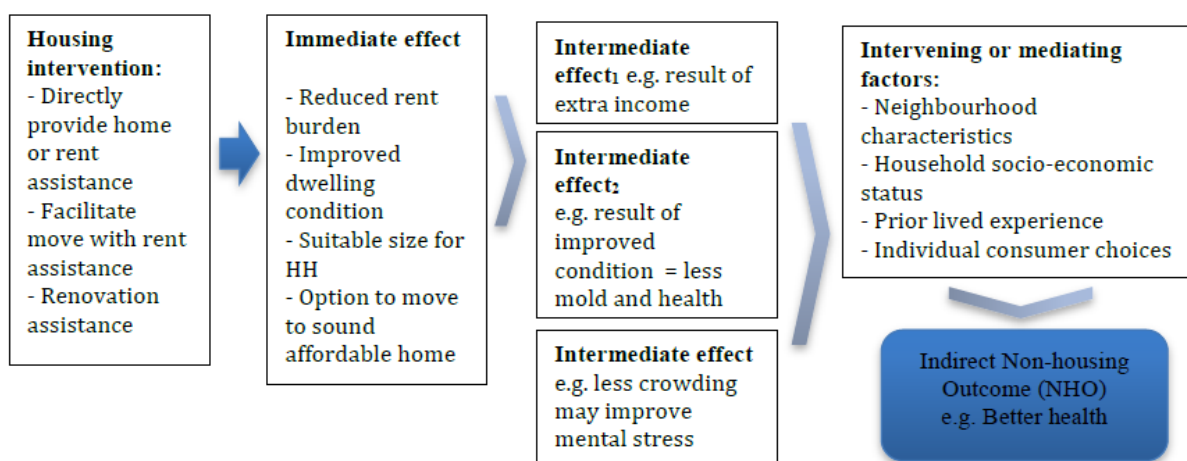 Housing
intervention:
- Directly
provide home
or rent
assistance
- Facilitate
move with rent
assistance
- Renovation
assistance
Immediate effect
- Reduced rent
burden
- Improved
dwelling
condition
- Suitable size for
HH
- Option to move
to sound
affordable home
Intermediate
effect₁ e.g. result of
extra income
Intermediate
effect₂
e.g. result of
improved
condition = less
mold and health
Intermediate effect
e.g. less crowding
may improve
mental stress
Intervening or mediating
factors:
- Neighbourhood
characteristics
- Household socio-economic
status
- Prior lived experience
- Individual consumer choices
Indirect Non-housing
Outcome (NHO)
e.g. Better health